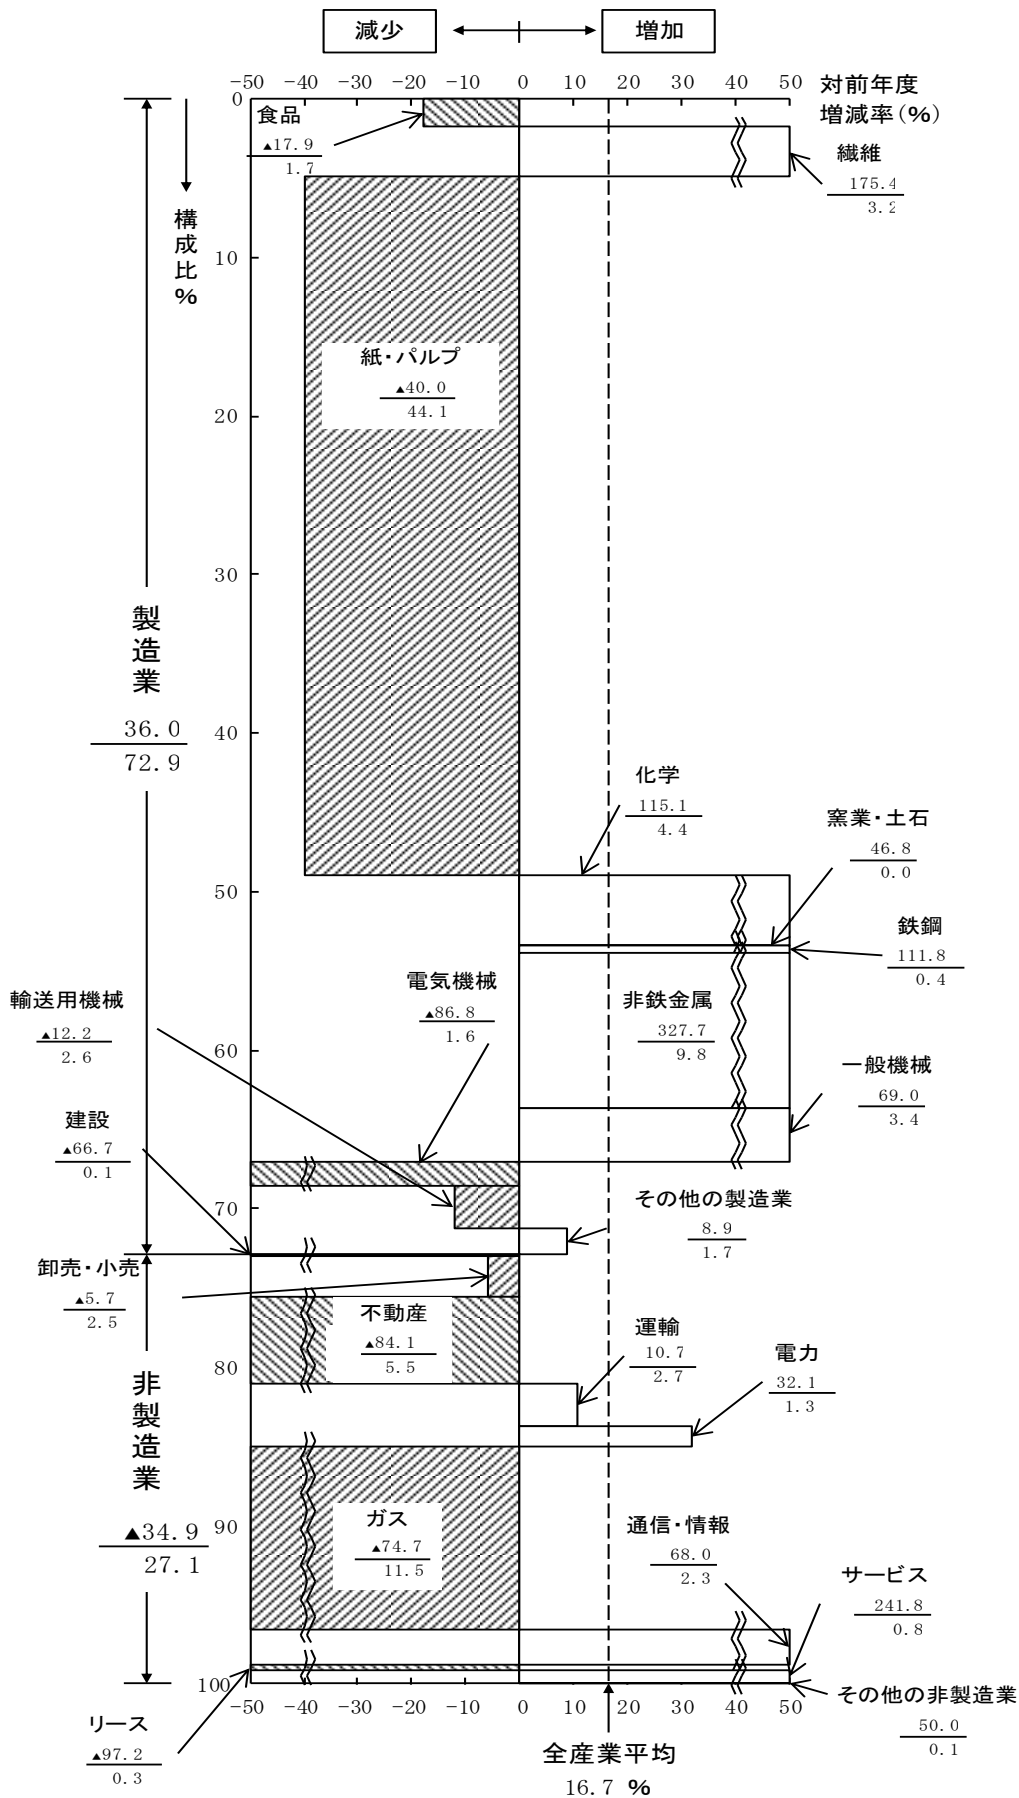 減少
増加
-50 -40 -30 -20 -10 0 10 20 30 40 50
対前年度
増減率(%)
0
10
20
30
40
50
60
70
80
90
100
構成比%
食品
▲17.9
1.7
繊維
175.4
3.2
紙・パルプ
▲40.0
44.1
製造業
36.0
72.9
化学
115.1
4.4
窯業・土石
46.8
0.0
鉄鋼
111.8
0.4
電気機械
▲86.8
1.6
非鉄金属
327.7
9.8
輸送用機械
▲12.2
2.6
一般機械
69.0
3.4
建設
▲66.7
0.1
その他の製造業
8.9
1.7
卸売・小売
▲5.7
2.5
不動産
▲84.1
5.5
運輸
10.7
2.7
電力
32.1
1.3
非製造業
▲34.9
27.1
ガス
▲74.7
11.5
通信・情報
68.0
2.3
サービス
241.8
0.8
その他の非製造業
50.0
0.1
リース
▲97.2
0.3
-50 -40 -30 -20 -10 0 10 20 30 40 50
全産業平均
16.7 %